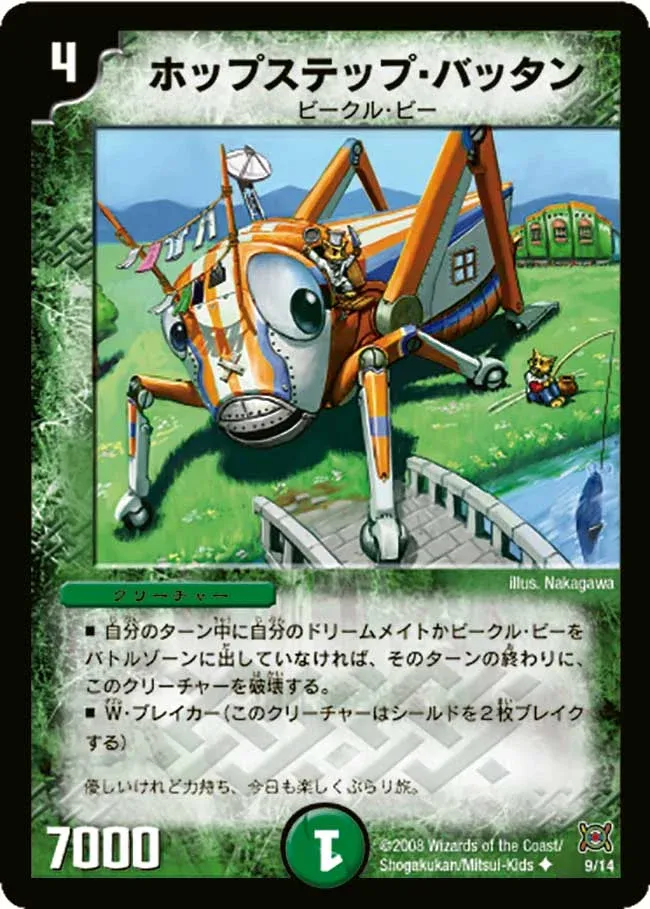 4
ホップステップ・バッタン
ビークル・ビー
illus. Nakagawa
クリーチャー
■ 自分のターン中に自分のドリームメイトかビークル・ビーを
バトルゾーンに出していなければ、そのターンの終わりに、
このクリーチャーを破壊する。
■ W・ブレイカー(このクリーチャーはシールドを2枚ブレイク
する)
優しいけれど力持ち、今日も楽しくぶらり旅。
7000
1
©2008 Wizards of the Coast/
Shogakukan/Mitsui-Kids ◆
9/14